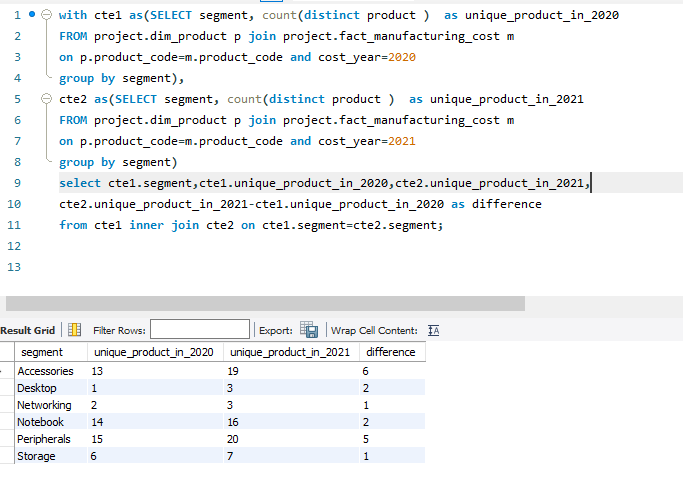 1 with cte1 as(SELECT segment, count(distinct product )  as unique_product_in_2020
2 FROM project.dim_product p join project.fact_manufacturing_cost m
3 on p.product_code=m.product_code and cost_year=2020
4 group by segment),
5 cte2 as(SELECT segment, count(distinct product )  as unique_product_in_2021
6 FROM project.dim_product p join project.fact_manufacturing_cost m
7 on p.product_code=m.product_code and cost_year=2021
8 group by segment)
9 select cte1.segment,cte1.unique_product_in_2020,cte2.unique_product_in_2021,
10 cte2.unique_product_in_2021-cte1.unique_product_in_2020 as difference
11 from cte1 inner join cte2 on cte1.segment=cte2.segment;
12
13
Result Grid Filter Rows: Export: Wrap Cell Content:
segment unique_product_in_2020 unique_product_in_2021 difference
Accessories 13 19 6
Desktop 1 3 2
Networking 2 3 1
Notebook 14 16 2
Peripherals 15 20 5
Storage 6 7 1